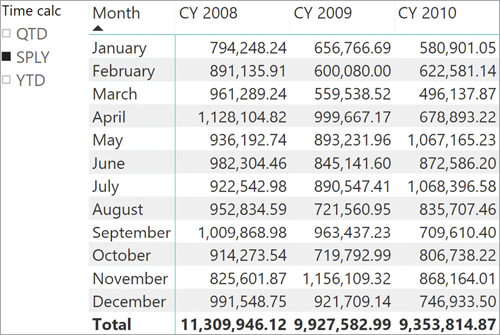 Time calc
QTD
SPLY
YTD
Month CY 2008 CY 2009 CY 2010
January 794,248.24 656,766.69 580,901.05
February 891,135.91 600,080.00 622,581.14
March 961,289.24 559,538.52 496,137.87
April 1,128,104.82 999,667.17 678,893.22
May 936,192.74 893,231.96 1,067,165.23
June 982,304.46 845,141.60 872,586.20
July 922,542.98 890,547.41 1,068,396.58
August 952,834.59 721,560.95 835,707.46
September 1,009,868.98 963,437.23 709,610.40
October 914,273.54 719,792.99 806,738.22
November 825,601.87 1,156,109.32 868,164.01
December 991,548.75 921,709.14 746,933.50
Total 11,309,946.12 9,927,582.99 9,353,814.87